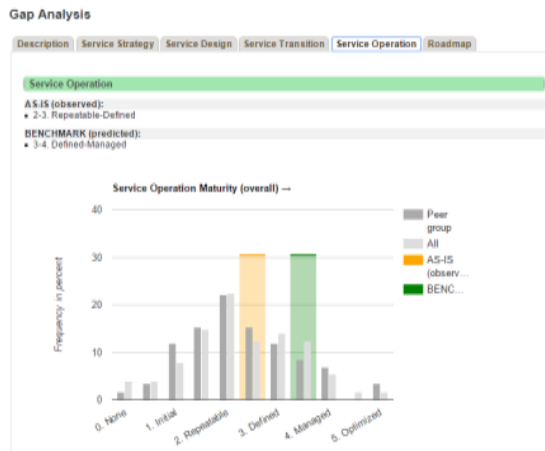 Gap Analysis
Description Service Strategy Service Design Service Transition Service Operation Roadmap
Service Operation
AS-IS (observed):
2-3. Repeatable-Defined
BENCHMARK (predicted):
3-4. Defined-Managed
Service Operation Maturity (overall) →
40
30
20
10
0
Frequency in percent
0. None
1. Initial
2. Repeatable
3. Defined
4. Managed
5. Optimized
Peer
group
All
AS-IS
(observ...
BENC...